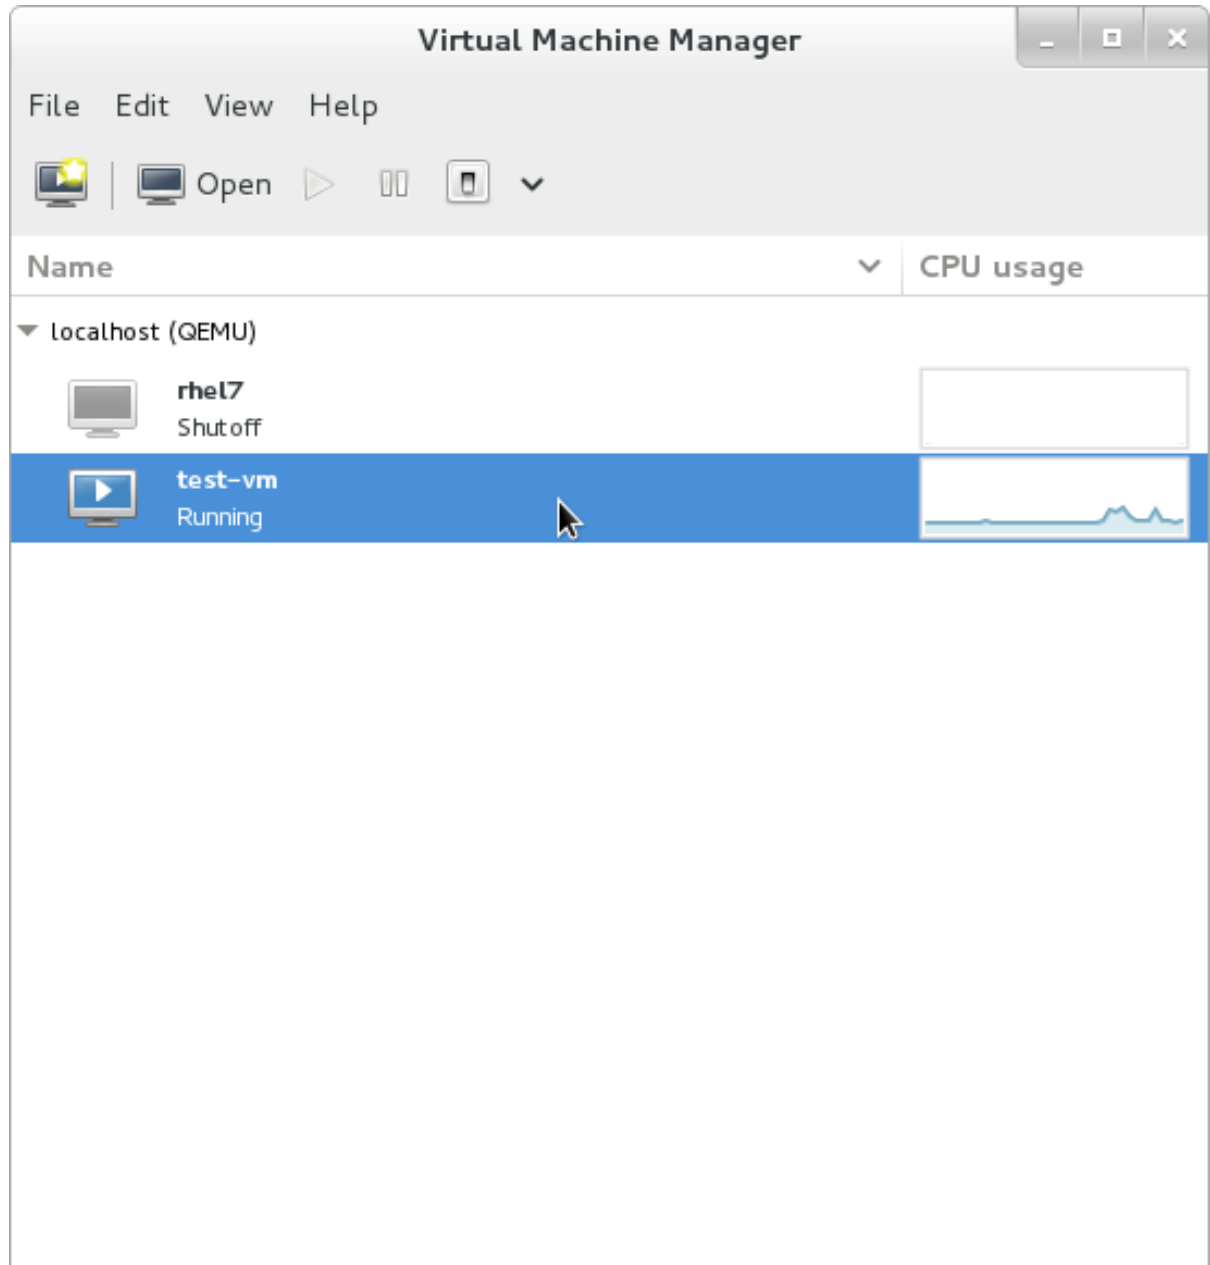 Virtual Machine Manager
File Edit View Help
Open
Name CPU usage
localhost (QEMU)
rhel7
Shutoff
test-vm
Running